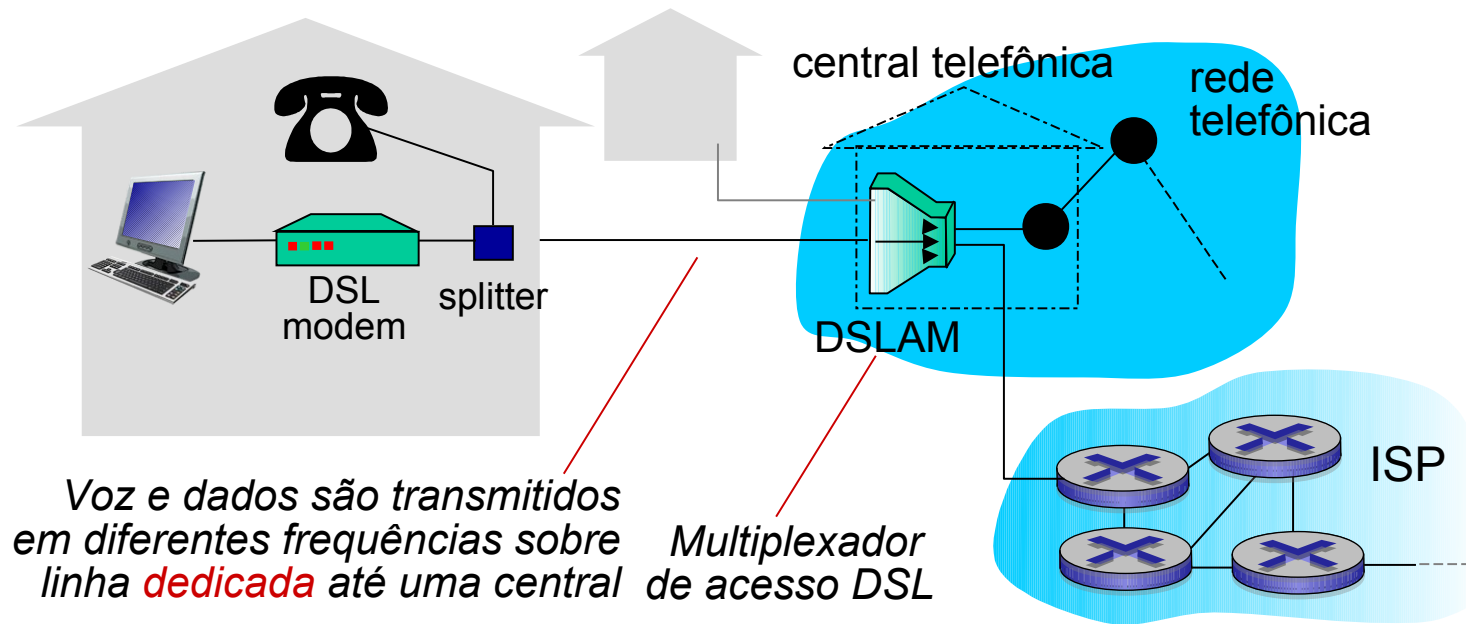 central telefônica
rede
telefônica
DSL
modem
splitter
DSLAM
ISP
Voz e dados são transmitidos
em diferentes frequências sobre
linha dedicada até uma central
Multiplexador
de acesso DSL